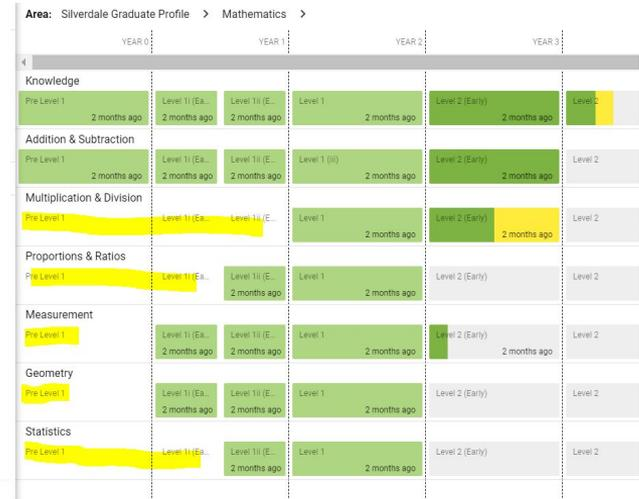 Area: Silverdale Graduate Profile > Mathematics >
YEAR 0 YEAR 1 YEAR 2 YEAR 3
Knowledge
Pre Level 1 Level 1i (Ea... Level 1ii (E... Level 1 Level 2 (Early) Level 2
2 months ago 2 months ago 2 months ago 2 months ago 2 months ago
Addition & Subtraction
Pre Level 1 Level 1i (Ea... Level 1ii (E... Level 1 (iii) Level 2 (Early) Level 2
2 months ago 2 months ago 2 months ago 2 months ago 2 months ago
Multiplication & Division
Pre Level 1 Level 1i (Ea... Level 1ii (E... Level 1 Level 2 (Early) Level 2
2 months ago 2 months ago
Proportions & Ratios
Pre Level 1 Level 1i (Ea... Level 1ii (E... Level 1 Level 2 (Early) Level 2
2 months ago 2 months ago
Measurement
Pre Level 1 Level 1i (Ea... Level 1ii (E... Level 1 Level 2 (Early) Level 2
2 months ago 2 months ago 2 months ago 2 months ago
Geometry
Pre Level 1 Level 1i (Ea... Level 1ii (E... Level 1 Level 2 (Early) Level 2
2 months ago 2 months ago 2 months ago
Statistics
Pre Level 1 Level 1i (Ea... Level 1ii (E... Level 1 Level 2 (Early) Level 2
2 months ago 2 months ago